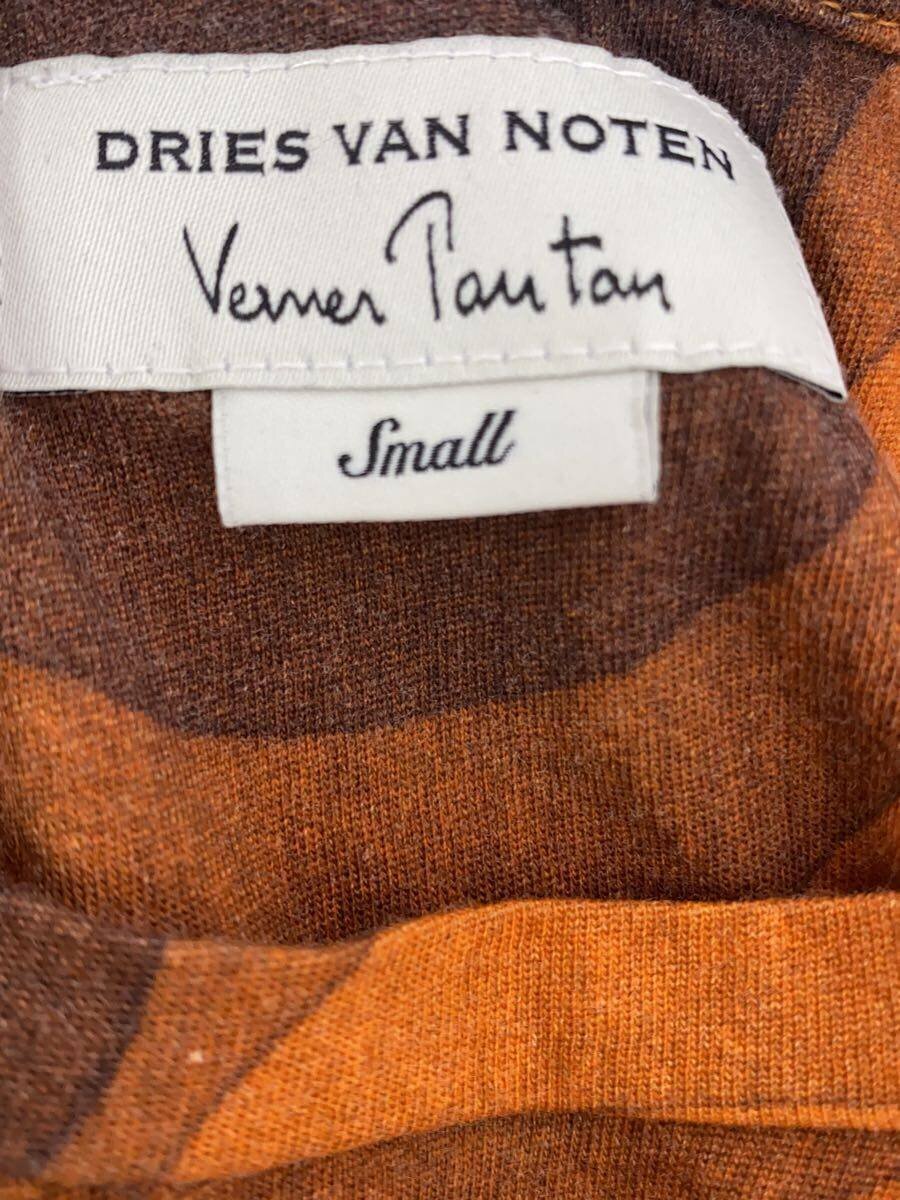 DRIES VAN NOTEN
Verner Panton
Small